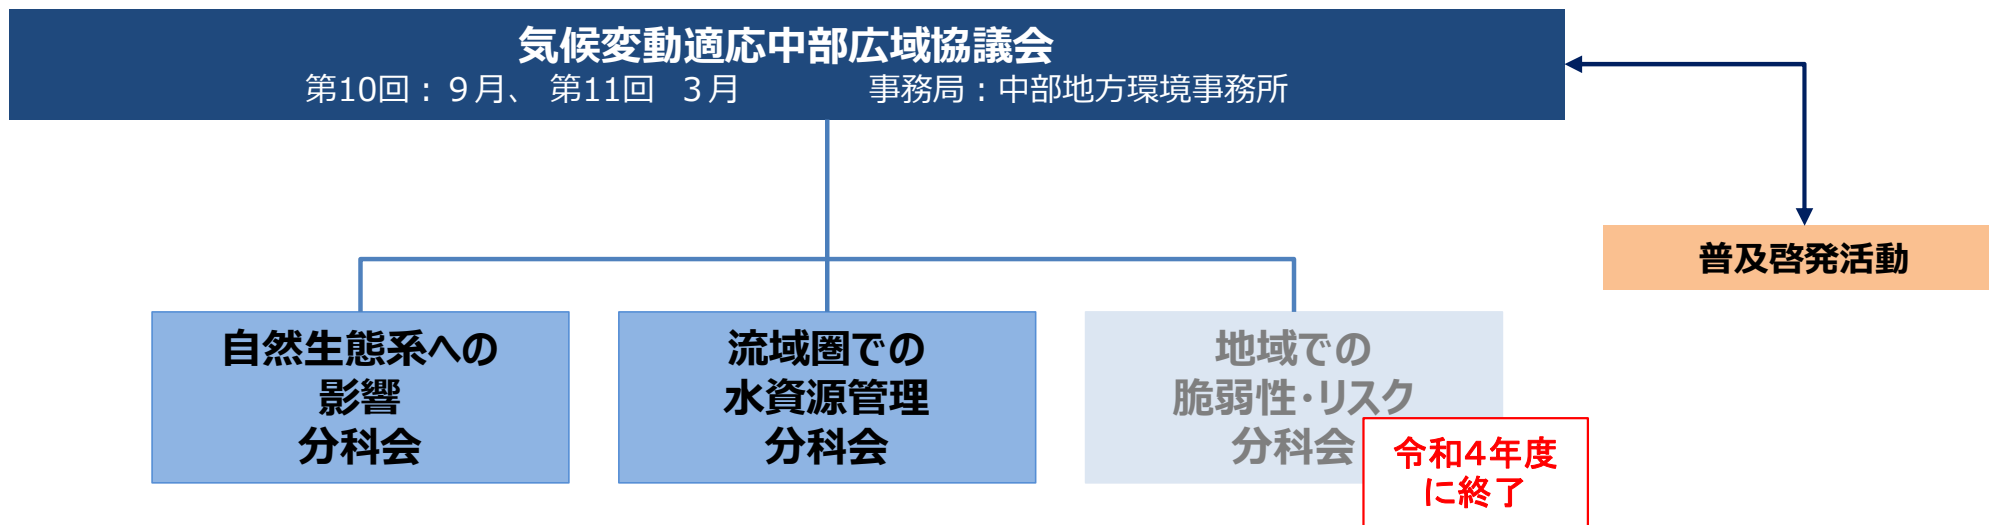 気候変動適応中部広域協議会
第10回：９月、 第11回　３月　　　　事務局：中部地方環境事務所
普及啓発活動
自然生態系への
影響
分科会
流域圏での
水資源管理
分科会
地域での
脆弱性・リスク
分科会
令和4年度
に終了